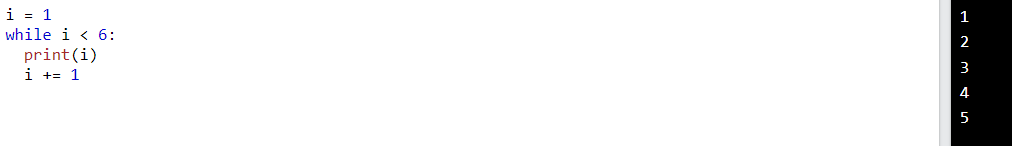 i = 1
while i < 6:
  print(i)
  i += 1
1
2
3
4
5